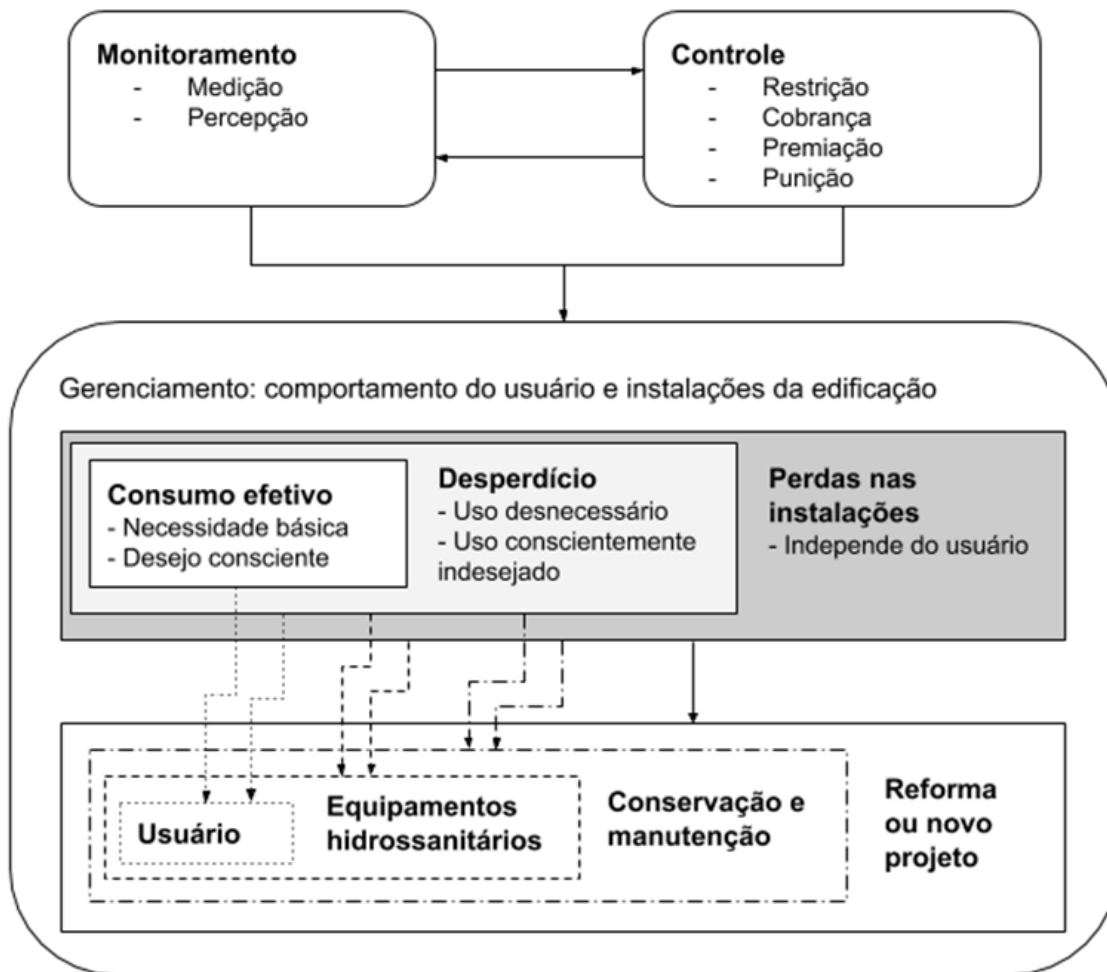 Monitoramento
- Medição
- Percepção
Controle
- Restrição
- Cobrança
- Premiação
- Punição
Gerenciamento: comportamento do usuário e instalações da edificação
Consumo efetivo
- Necessidade básica
- Desejo consciente
Desperdício
- Uso desnecessário
- Uso conscientemente
indesejado
Perdas nas
instalações
- Independe do usuário
Usuário
Equipamentos
hidrossanitários
Conservação e
manutenção
Reforma
ou novo
projeto